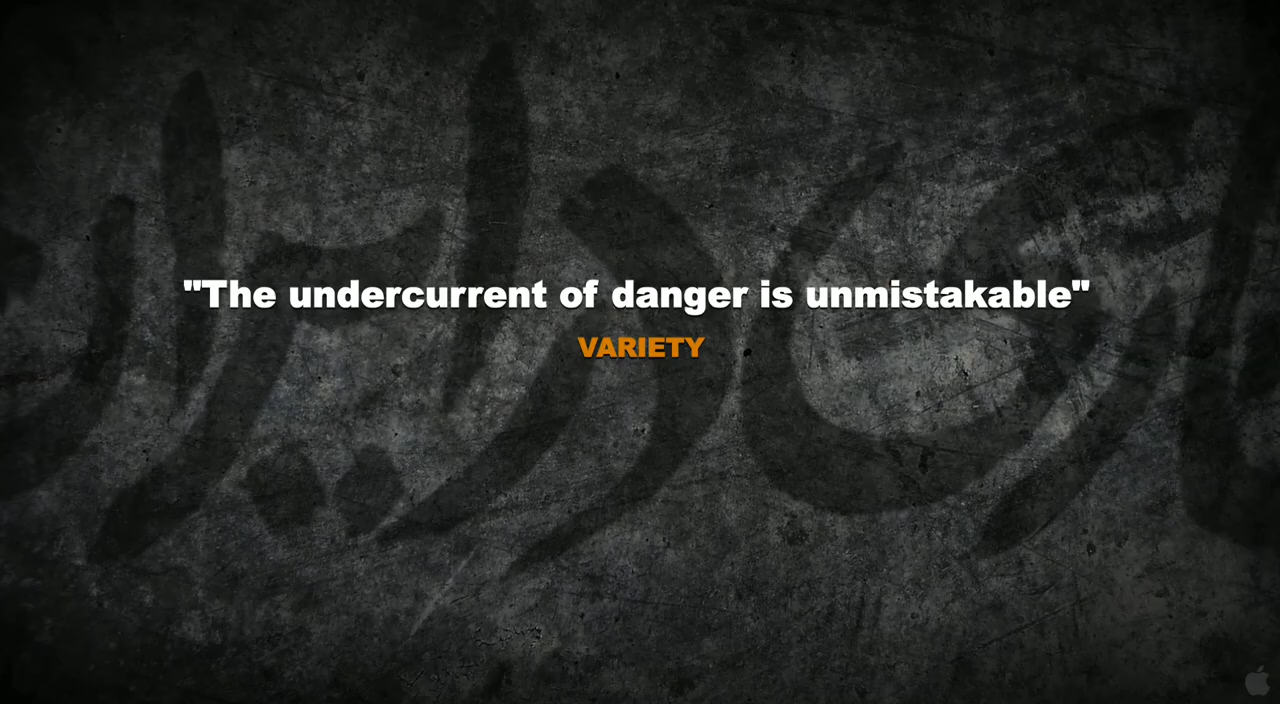 "The undercurrent of danger is unmistakable"
VARIETY